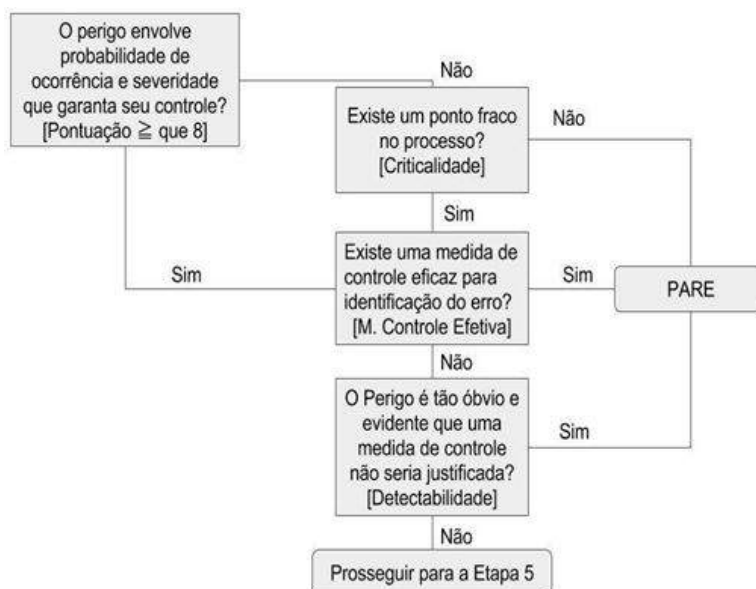 O perigo envolve
probabilidade de
ocorrência e severidade
que garanta seu controle?
[Pontuação ≧ que 8]
Não
Existe um ponto fraco
no processo?
[Criticalidade]
Não
Sim
Sim
Existe uma medida de
controle eficaz para
identificação do erro?
[M. Controle Efetiva]
Sim
PARE
Não
O Perigo é tão óbvio e
evidente que uma
medida de controle
não seria justificada?
[Detectabilidade]
Sim
Não
Prosseguir para a Etapa 5